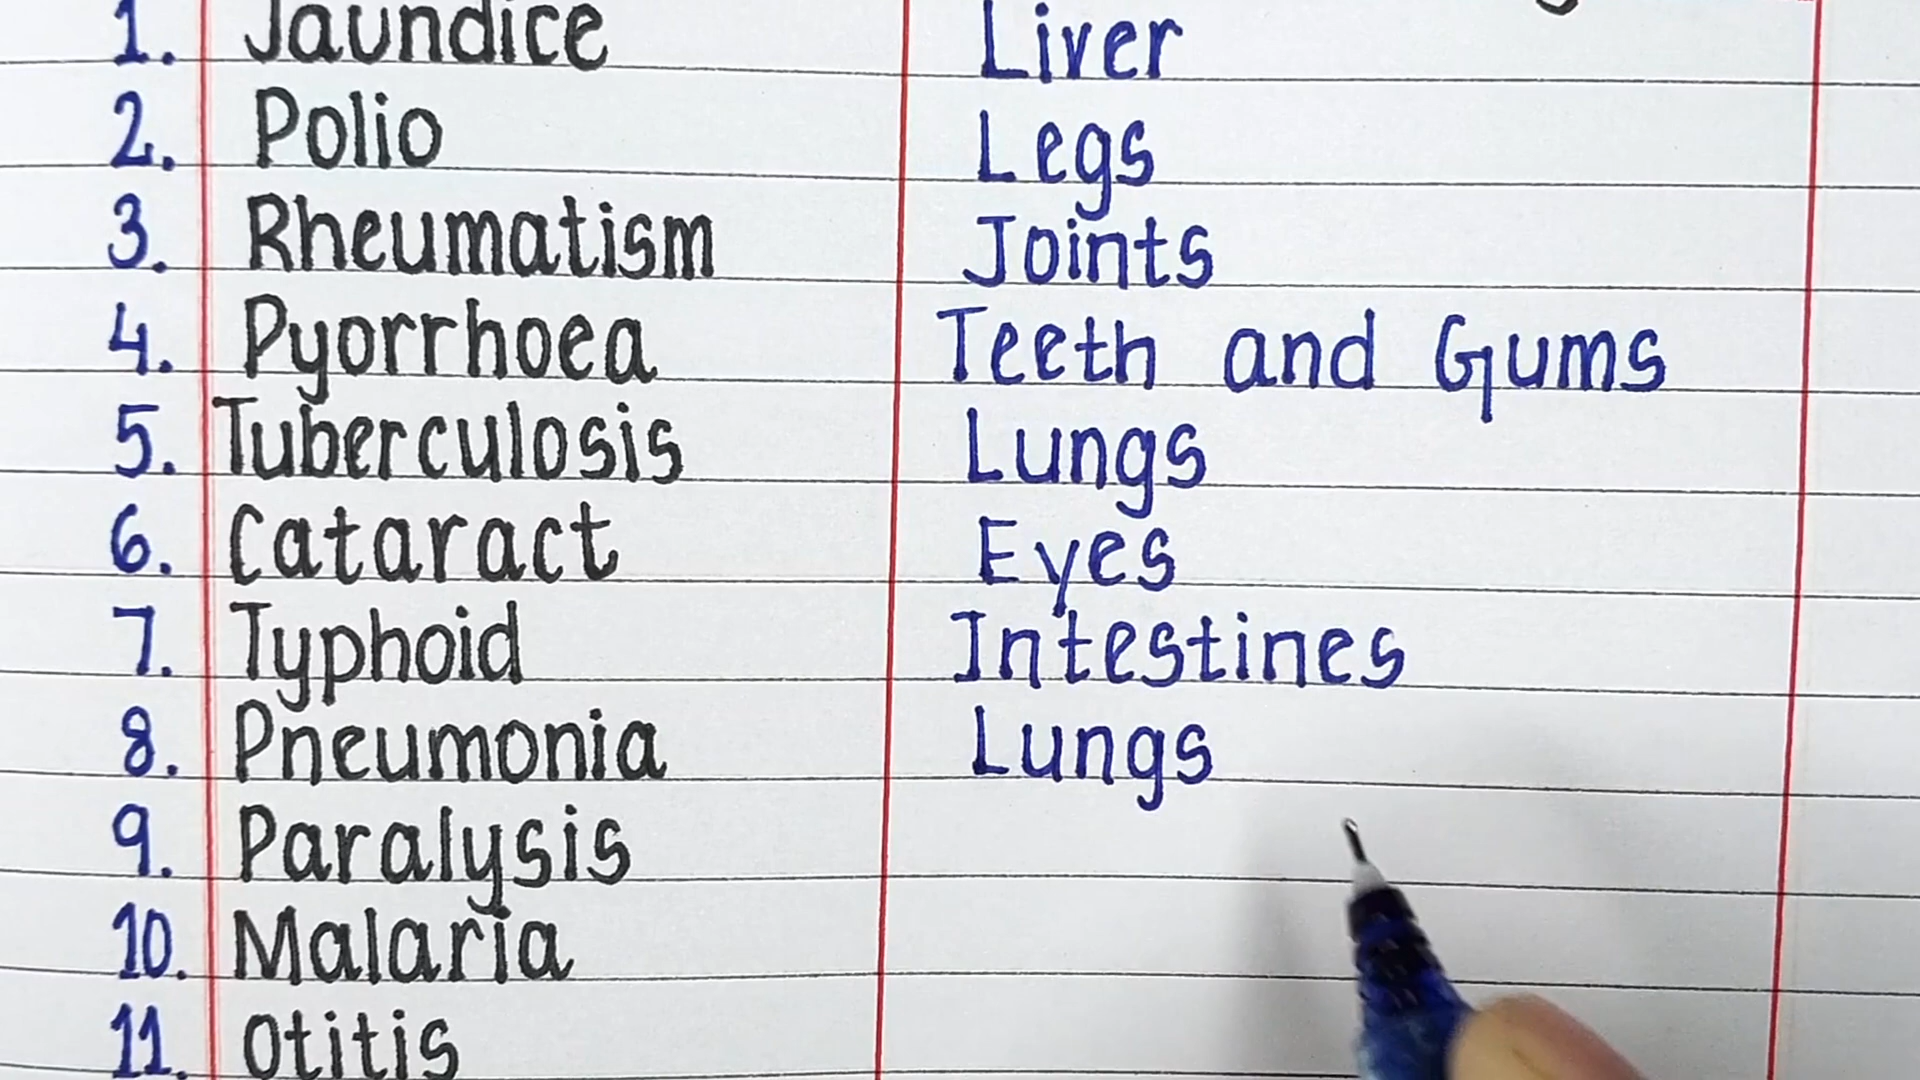 1. Jaundice Liver
2. Polio Legs
3. Rheumatism Joints
4. Pyorrhoea Teeth and Gums
5. Tuberculosis Lungs
6. Cataract Eyes
7. Typhoid Intestines
8. Pneumonia Lungs
9. Paralysis
10. Malaria
11. Otitis